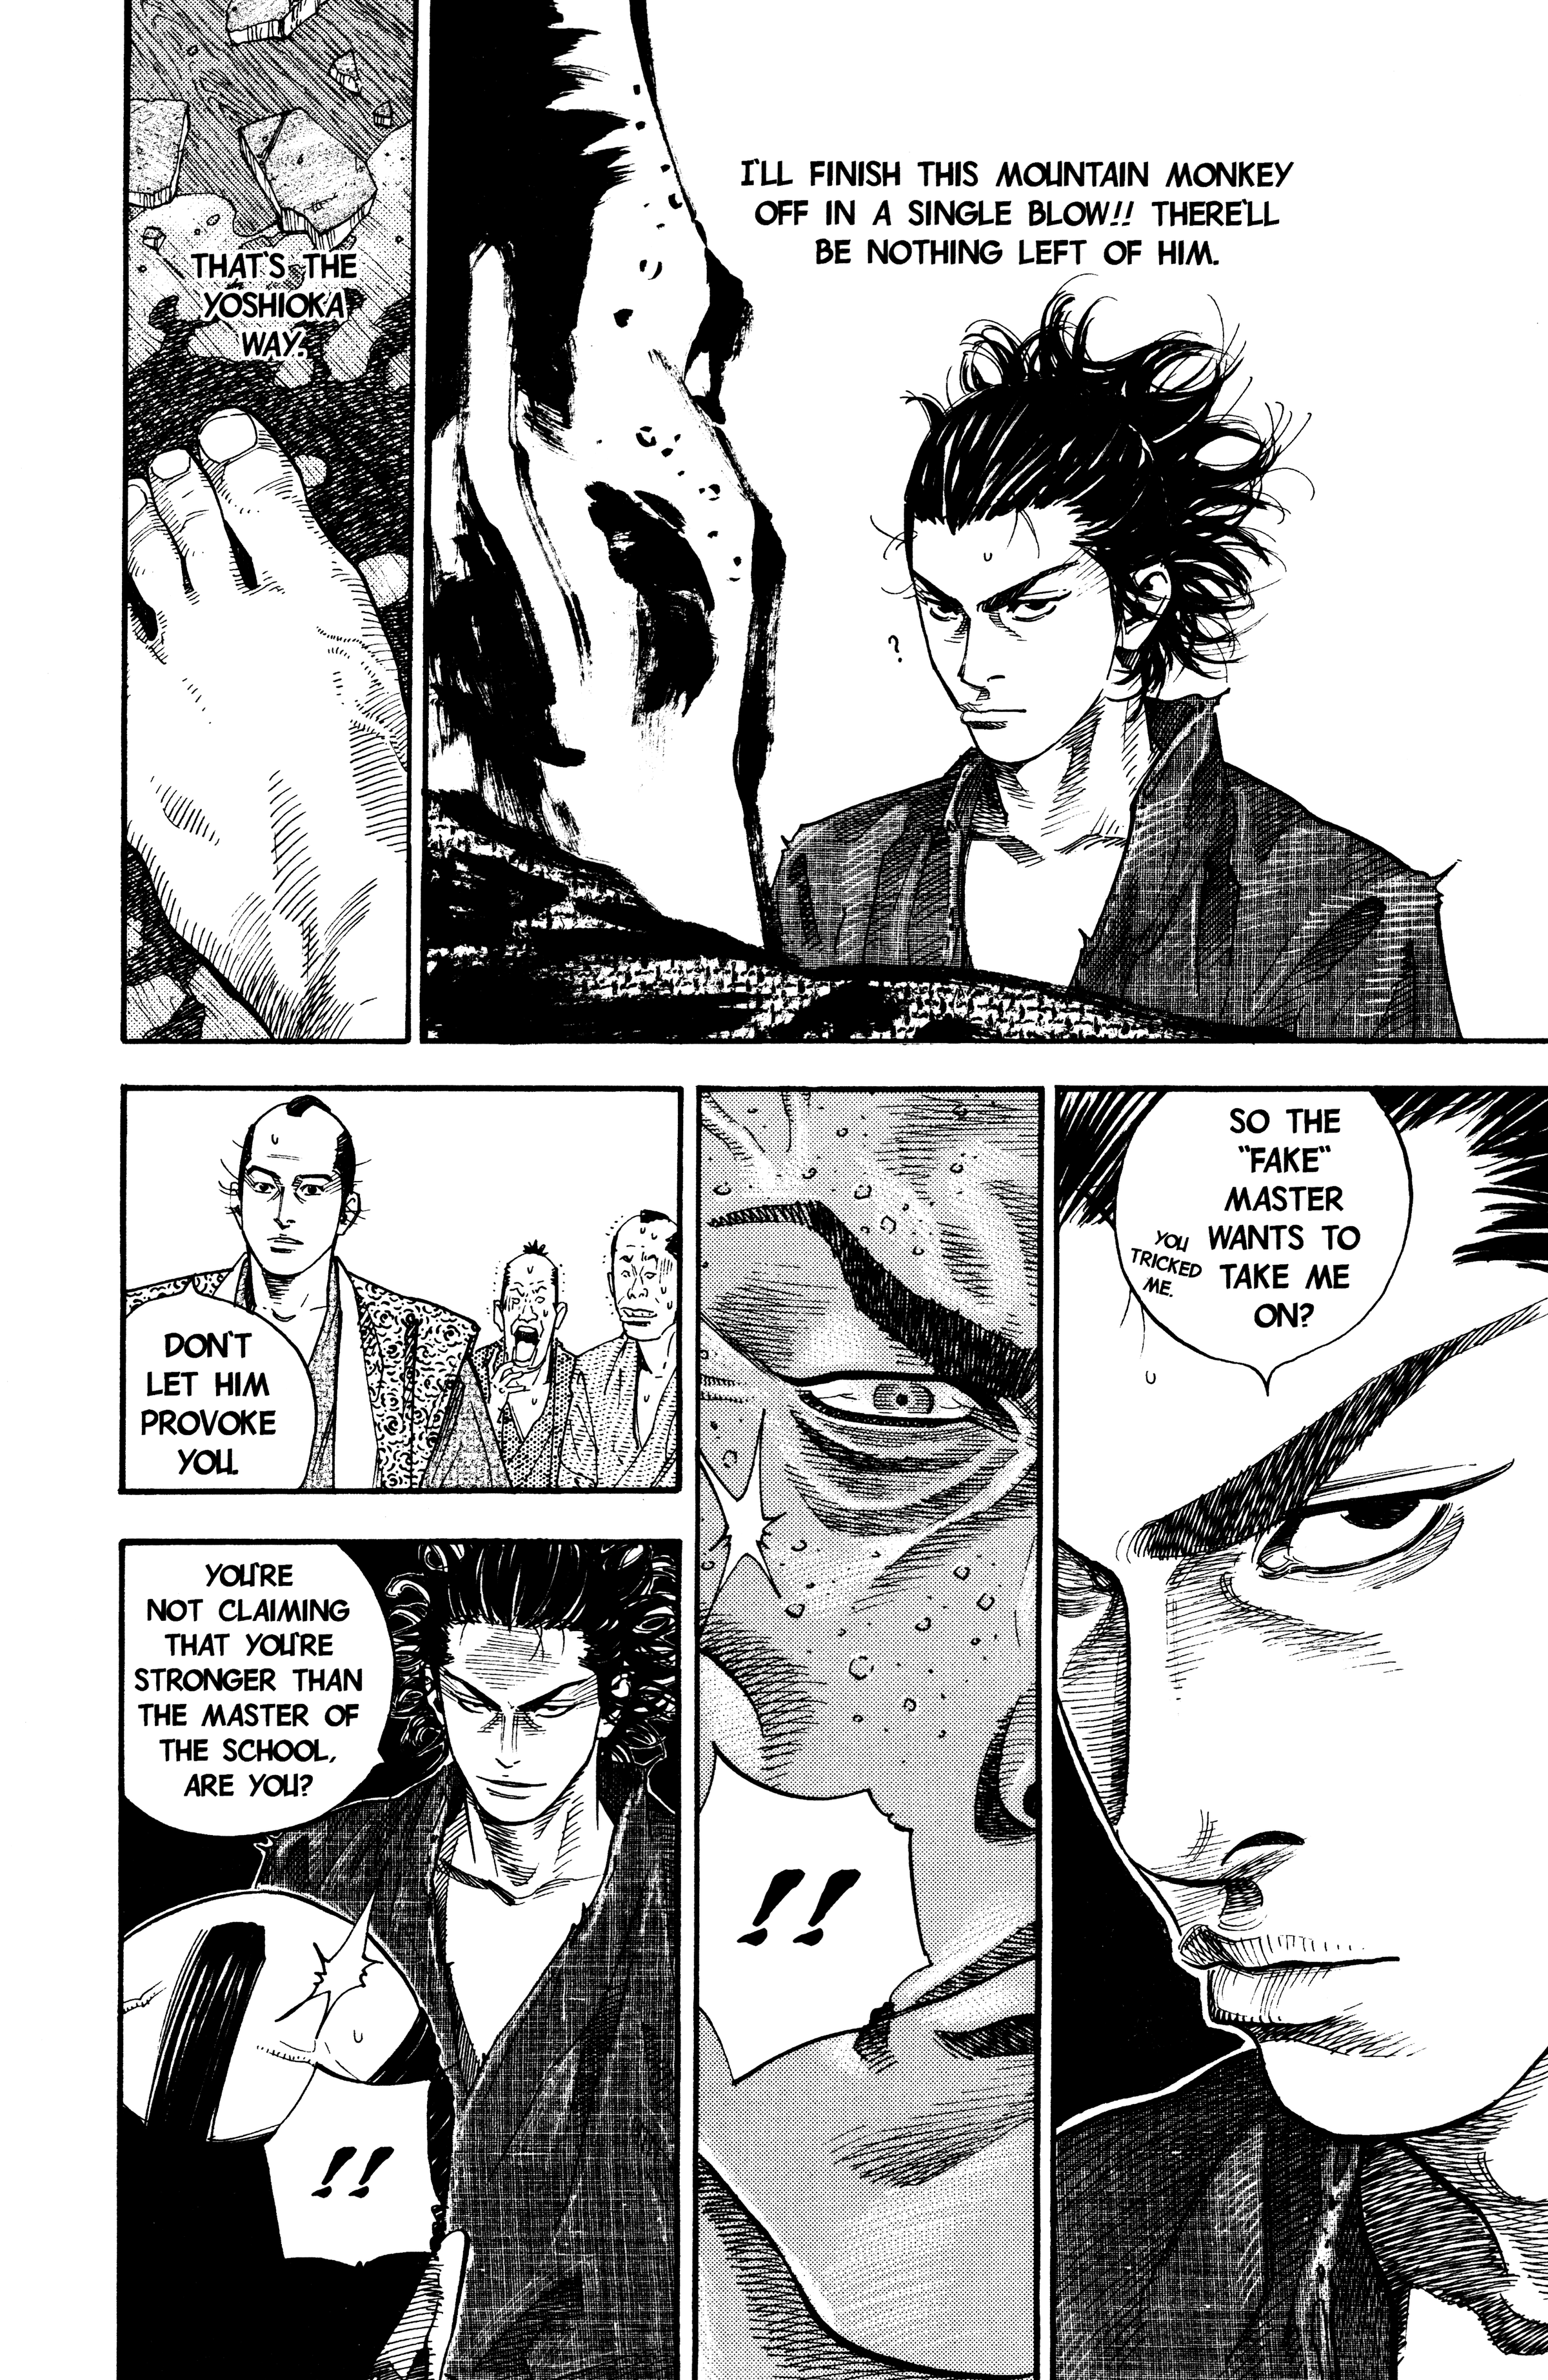 I'LL FINISH THIS MOUNTAIN MONKEY
OFF IN A SINGLE BLOW!! THERE'LL
BE NOTHING LEFT OF HIM.
?
THAT'S THE
YOSHIOKA
WAY.
SO THE
"FAKE"
MASTER
WANTS TO
TAKE ME
ON?
YOU
TRICKED
ME.
!!
DON'T
LET HIM
PROVOKE
YOU.
YOU'RE
NOT CLAIMING
THAT YOU'RE
STRONGER THAN
THE MASTER OF
THE SCHOOL,
ARE YOU?
!!